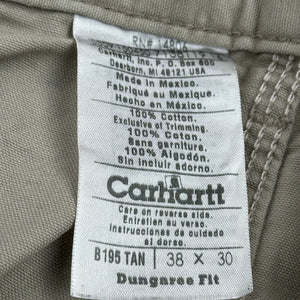 RN# 14806
Carhartt, Inc. P.O. Box 600
Dearborn, MI 48121 USA
Made in Mexico.
Fabriqué au Mexique.
Hecho en México.
100% Cotton.
Exclusive of Trimming.
100% Coton.
Sans garniture.
100% Algodón.
Sin incluir adorno.
Carhartt
Care on reverse side.
Entretien au verso.
Instrucciones de cuidado
al dorso.
B195 TAN 38 X 30
Dungaree Fit